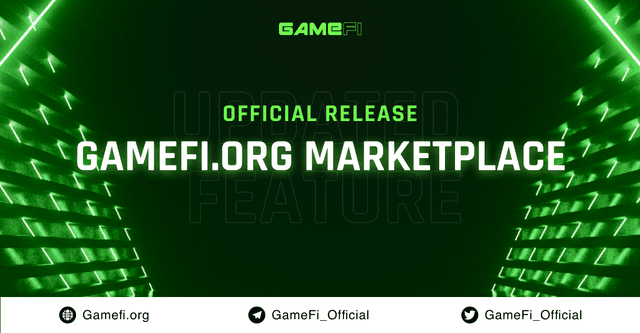 GAMEFI
UPDATED
OFFICIAL RELEASE
GAMEFI.ORG MARKETPLACE
FEATURE
Gamefi.org
GameFi_Official
GameFi_Official